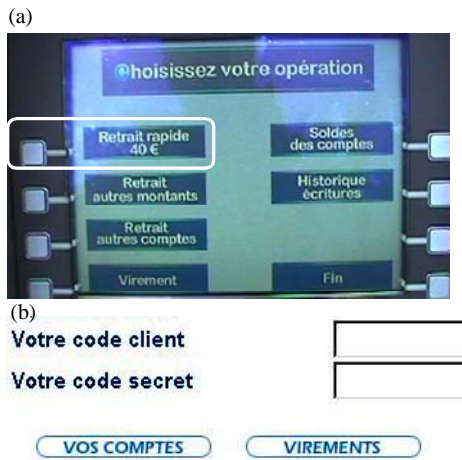 (a)
Choisissez votre opération
Retrait rapide
40 €
Soldes
des comptes
Retrait
autres montants
Historique
écritures
Retrait
autres comptes
Virement
Fin
(b)
Votre code client
Votre code secret
VOS COMPTES
VIREMENTS